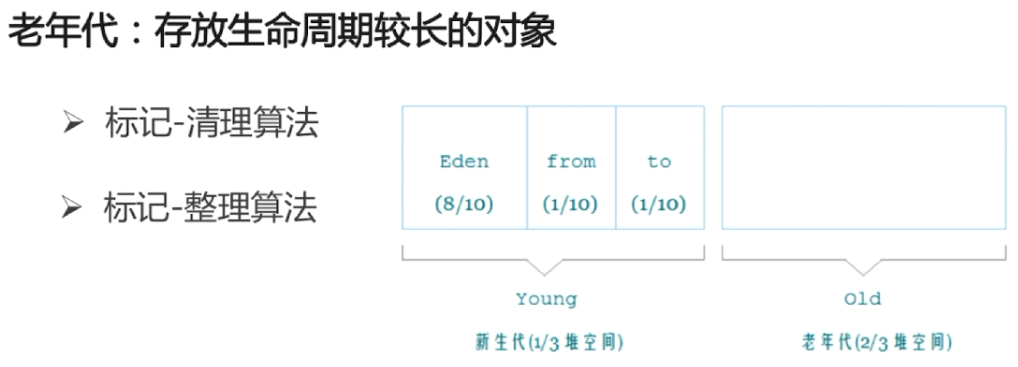 老年代：存放生命周期较长的对象
➢ 标记-清理算法
➢ 标记-整理算法
Eden from to
(8/10) (1/10) (1/10)
Young Old
新生代(1/3 堆空间) 老年代(2/3 堆空间)